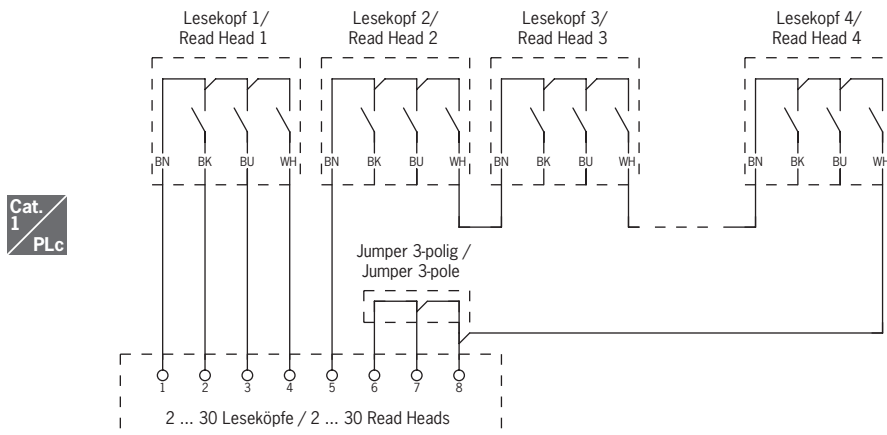 Lesekopf 1/
Read Head 1
Lesekopf 2/
Read Head 2
Lesekopf 3/
Read Head 3
Lesekopf 4/
Read Head 4
BN BK BU WH BN BK BU WH BN BK BU WH BN BK BU WH
Cat.
1
PLc
Jumper 3-polig /
Jumper 3-pole
1 2 3 4 5 6 7 8
2 ... 30 Leseköpfe / 2 ... 30 Read Heads